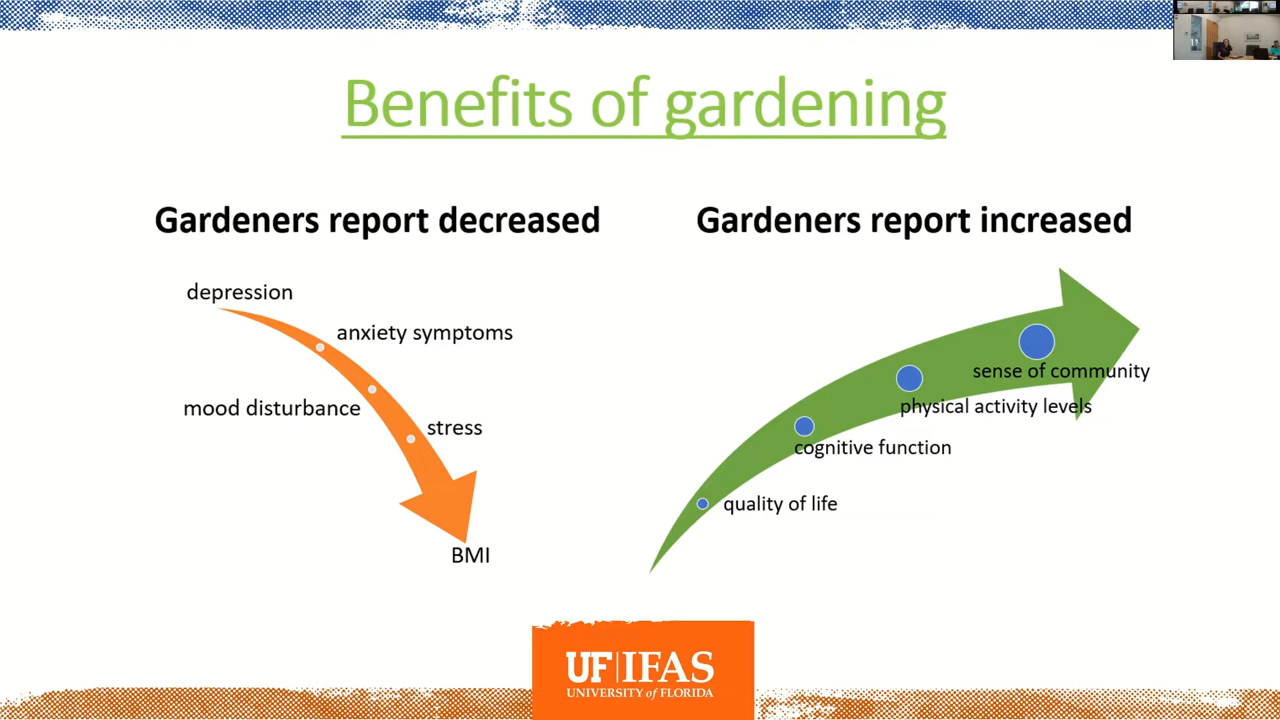 Benefits of gardening
Gardeners report decreased
depression
anxiety symptoms
mood disturbance
stress
BMI
Gardeners report increased
sense of community
physical activity levels
cognitive function
quality of life
UF|IFAS
UNIVERSITY of FLORIDA